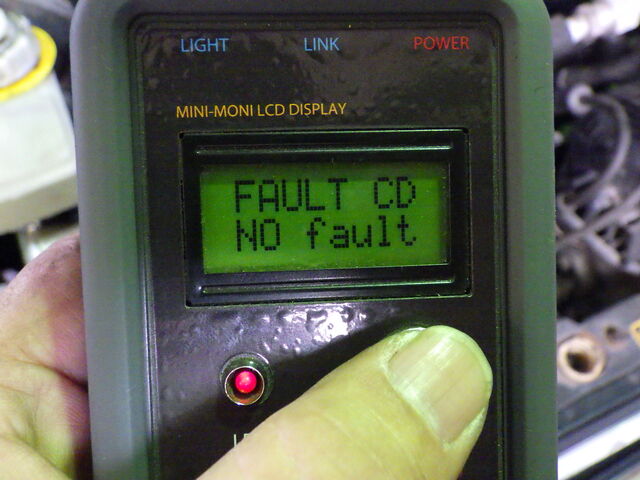 LIGHT LINK POWER
MINI-MONI LCD DISPLAY
FAULT CD
NO fault